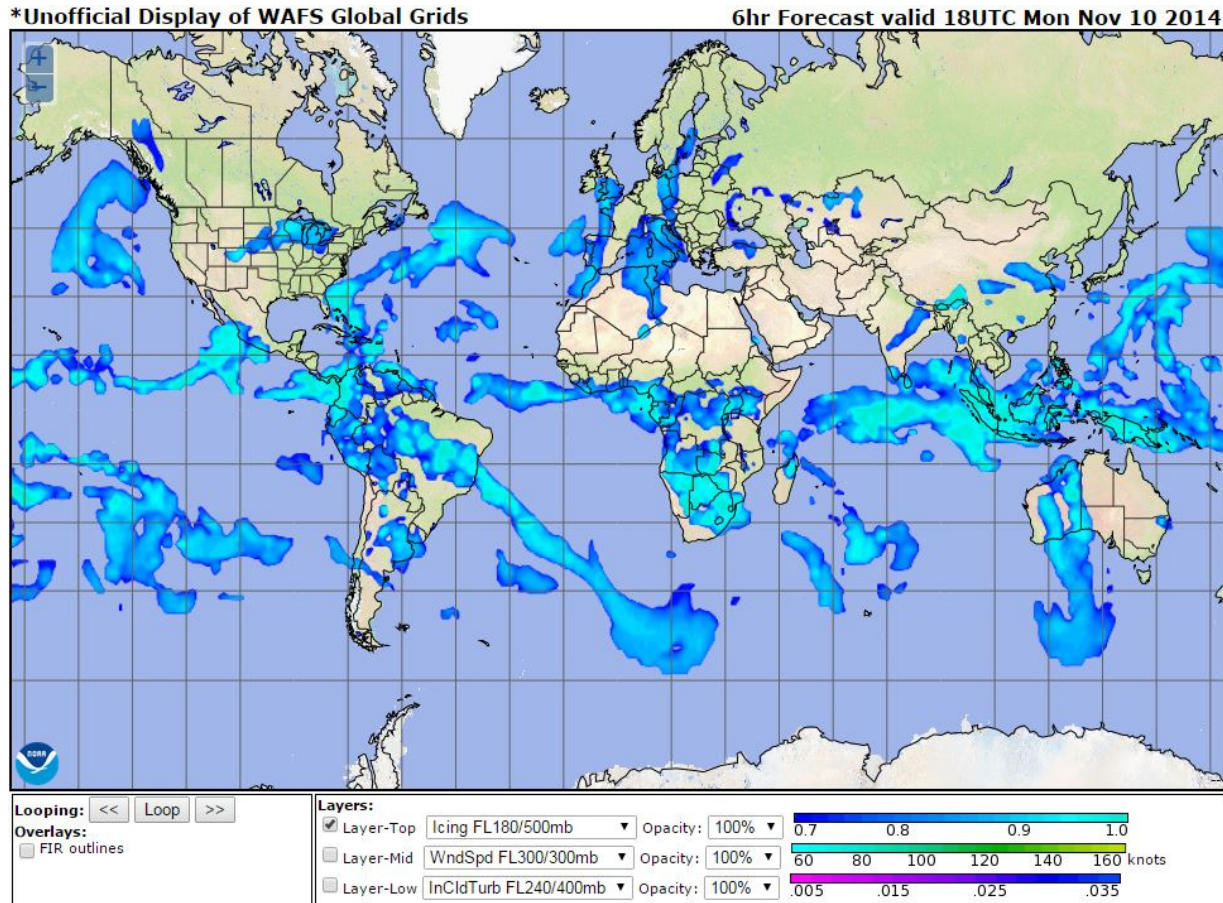 *Unofficial Display of WAFS Global Grids
6hr Forecast valid 18UTC Mon Nov 10 2014
NOAA
Looping: << Loop >>
Overlays:
FIR outlines
Layers:
Layer-Top Icing FL180/500mb Opacity: 100% 0.7 0.8 0.9 1.0
Layer-Mid WndSpd FL300/300mb Opacity: 100% 60 80 100 120 140 160 knots
Layer-Low InCldTurb FL240/400mb Opacity: 100% .005 .015 .025 .035